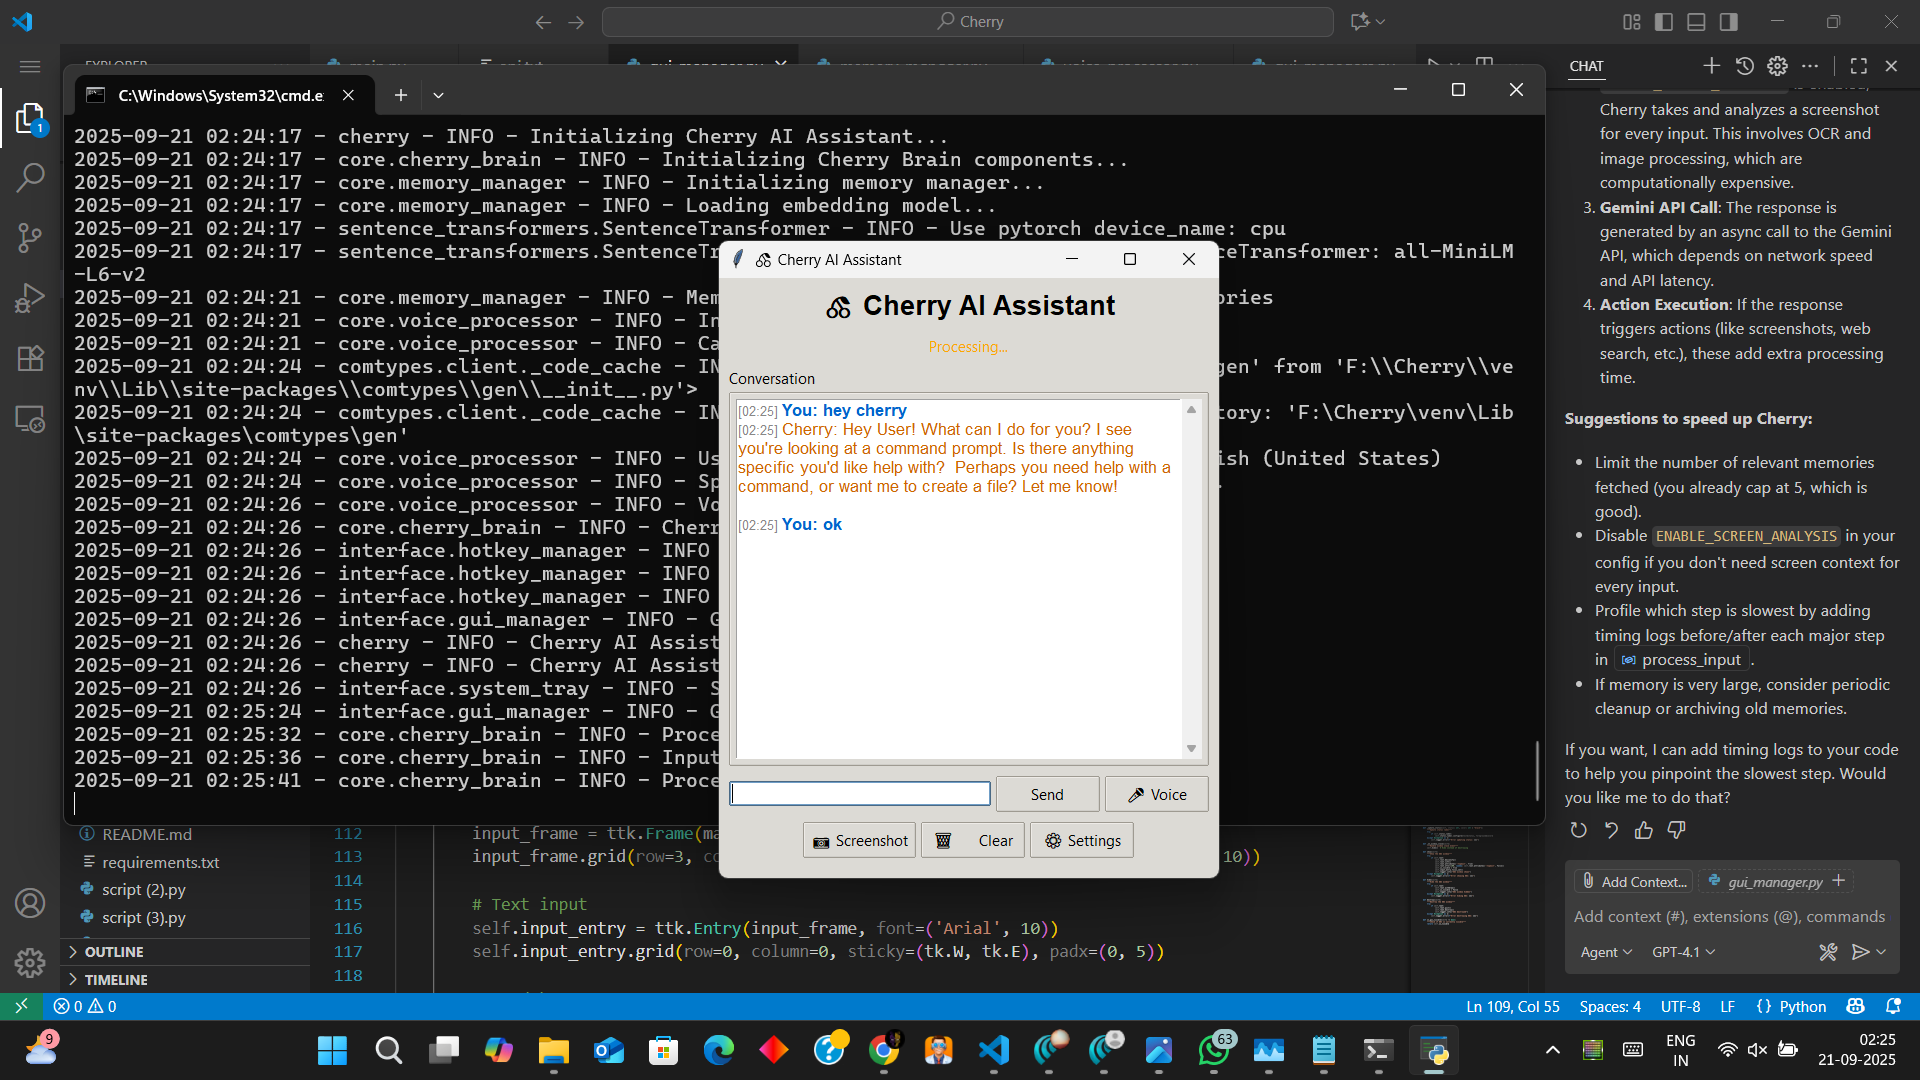 Cherry
EXPLORER
CHAT
C:\Windows\System32\cmd.e
2025-09-21 02:24:17 - cherry - INFO - Initializing Cherry AI Assistant...
2025-09-21 02:24:17 - core.cherry_brain - INFO - Initializing Cherry Brain components...
2025-09-21 02:24:17 - core.memory_manager - INFO - Initializing memory manager...
2025-09-21 02:24:17 - core.memory_manager - INFO - Loading embedding model...
2025-09-21 02:24:17 - sentence_transformers.SentenceTransformer - INFO - Use pytorch device_name: cpu
2025-09-21 02:24:17 - sentence_transformers.SentenceTr ceTransformer: all-MiniLM
-L6-v2
2025-09-21 02:24:21 - core.memory_manager - INFO - Mem ories
2025-09-21 02:24:21 - core.voice_processor - INFO - In
2025-09-21 02:24:21 - core.voice_processor - INFO - Ca
2025-09-21 02:24:24 - comtypes.client._code_cache - IN gen' from 'F:\\Cherry\\ve
nv\\Lib\\site-packages\\comtypes\\gen\\__init__.py'>
2025-09-21 02:24:24 - comtypes.client._code_cache - IN tory: 'F:\Cherry\venv\Lib
\site-packages\comtypes\gen'
2025-09-21 02:24:24 - core.voice_processor - INFO - Us ish (United States)
2025-09-21 02:24:24 - core.voice_processor - INFO - Sp .
2025-09-21 02:24:26 - core.voice_processor - INFO - Vo
2025-09-21 02:24:26 - core.cherry_brain - INFO - Cherr
2025-09-21 02:24:26 - interface.hotkey_manager - INFO
2025-09-21 02:24:26 - interface.hotkey_manager - INFO
2025-09-21 02:24:26 - interface.hotkey_manager - INFO
2025-09-21 02:24:26 - interface.gui_manager - INFO - G
2025-09-21 02:24:26 - cherry - INFO - Cherry AI Assist
2025-09-21 02:24:26 - cherry - INFO - Cherry AI Assist
2025-09-21 02:24:26 - interface.system_tray - INFO - S
2025-09-21 02:25:24 - interface.gui_manager - INFO - G
2025-09-21 02:25:32 - core.cherry_brain - INFO - Proce
2025-09-21 02:25:36 - core.cherry_brain - INFO - Input
2025-09-21 02:25:41 - core.cherry_brain - INFO - Proce
Cherry AI Assistant
Cherry AI Assistant
Processing...
Conversation
[02:25] You: hey cherry
[02:25] Cherry: Hey User! What can I do for you? I see
you're looking at a command prompt. Is there anything
specific you'd like help with?  Perhaps you need help with a
command, or want me to create a file? Let me know!
[02:25] You: ok
Send
Voice
Screenshot
Clear
Settings
Cherry takes and analyzes a screenshot
for every input. This involves OCR and
image processing, which are
computationally expensive.
3. Gemini API Call: The response is
generated by an async call to the Gemini
API, which depends on network speed
and API latency.
4. Action Execution: If the response
triggers actions (like screenshots, web
search, etc.), these add extra processing
time.
Suggestions to speed up Cherry:
• Limit the number of relevant memories
fetched (you already cap at 5, which is
good).
• Disable ENABLE_SCREEN_ANALYSIS in your
config if you don't need screen context for
every input.
• Profile which step is slowest by adding
timing logs before/after each major step
in process_input .
• If memory is very large, consider periodic
cleanup or archiving old memories.
If you want, I can add timing logs to your code
to help you pinpoint the slowest step. Would
you like me to do that?
Add Context...
gui_manager.py
Add context (#), extensions (@), commands
Agent
GPT-4.1
1
README.md
requirements.txt
script (2).py
script (3).py
OUTLINE
TIMELINE
112 input_frame = ttk.Frame(ma
113 input_frame.grid(row=3, co 10))
114
115 # Text input
116 self.input_entry = ttk.Entry(input_frame, font=('Arial', 10))
117 self.input_entry.grid(row=0, column=0, sticky=(tk.W, tk.E), padx=(0, 5))
118
0 0
Ln 109, Col 55
Spaces: 4
UTF-8
LF
{} Python
9
63
ENG
IN
02:25
21-09-2025